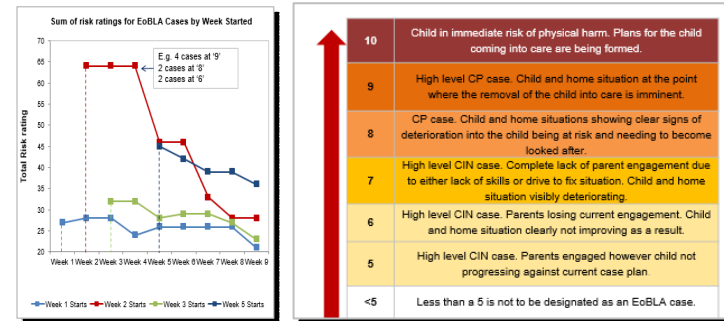 Sum of risk ratings for EoBLA Cases by Week Started
Total Risk rating
70
65
60
55
50
45
40
35
30
25
20
E.g. 4 cases at '9'
2 cases at '8'
2 cases at '6'
Week 1 Week 2 Week 3 Week 4 Week 5 Week 6 Week 7 Week 8 Week 9
Week 1 Starts Week 2 Starts Week 3 Starts Week 5 Starts
10
Child in immediate risk of physical harm. Plans for the child
coming into care are being formed.
9
High level CP case. Child and home situation at the point
where the removal of the child into care is imminent.
8
CP case. Child and home situations showing clear signs of
deterioration into the child being at risk and needing to become
looked after.
7
High level CIN case. Complete lack of parent engagement due
to either lack of skills or drive to fix situation. Child and home
situation visibly deteriorating.
6
High level CIN case. Parents losing current engagement. Child
and home situation clearly not improving as a result.
5
High level CIN case. Parents engaged however child not
progressing against current case plan.
<5
Less than a 5 is not to be designated as an EoBLA case.